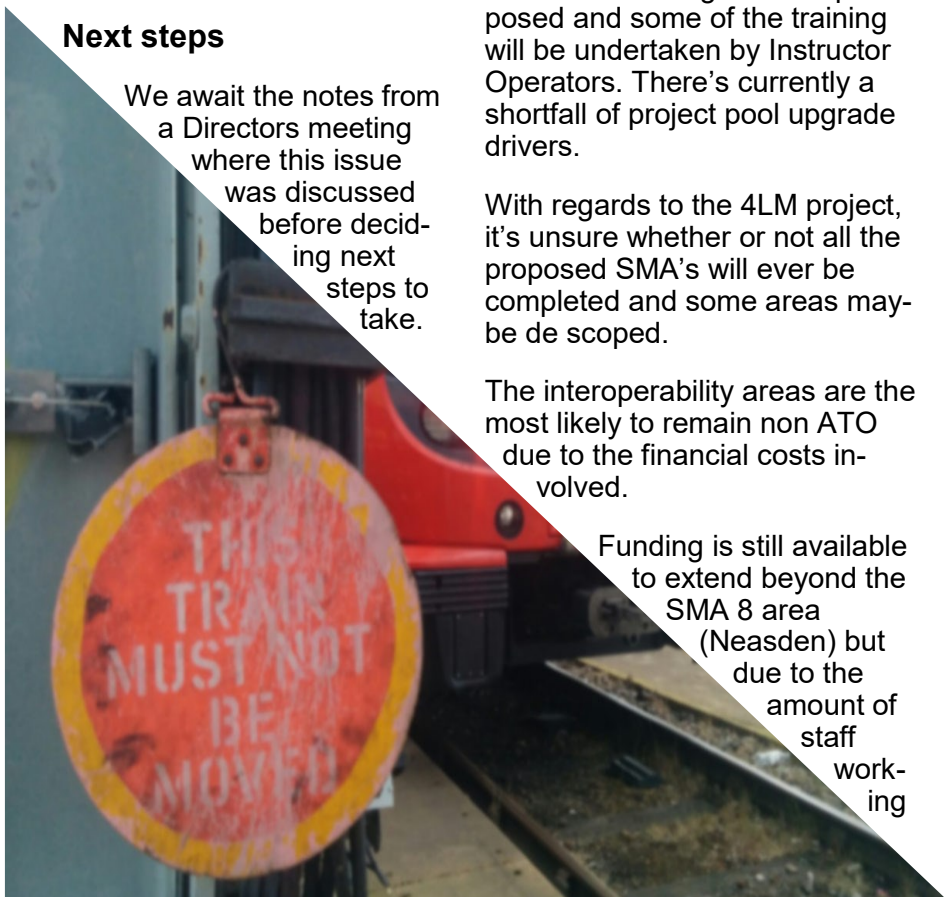 Next steps
We await the notes from
a Directors meeting
where this issue
was discussed
before decid-
ing next
steps to
take.
THIS
TRAIN
MUST NOT
BE
MOVED
posed and some of the training
will be undertaken by Instructor
Operators. There's currently a
shortfall of project pool upgrade
drivers.
With regards to the 4LM project,
it's unsure whether or not all the
proposed SMA's will ever be
completed and some areas may-
be de scoped.
The interoperability areas are the
most likely to remain non ATO
due to the financial costs in-
volved.
Funding is still available
to extend beyond the
SMA 8 area
(Neasden) but
due to the
amount of
staff
work-
ing